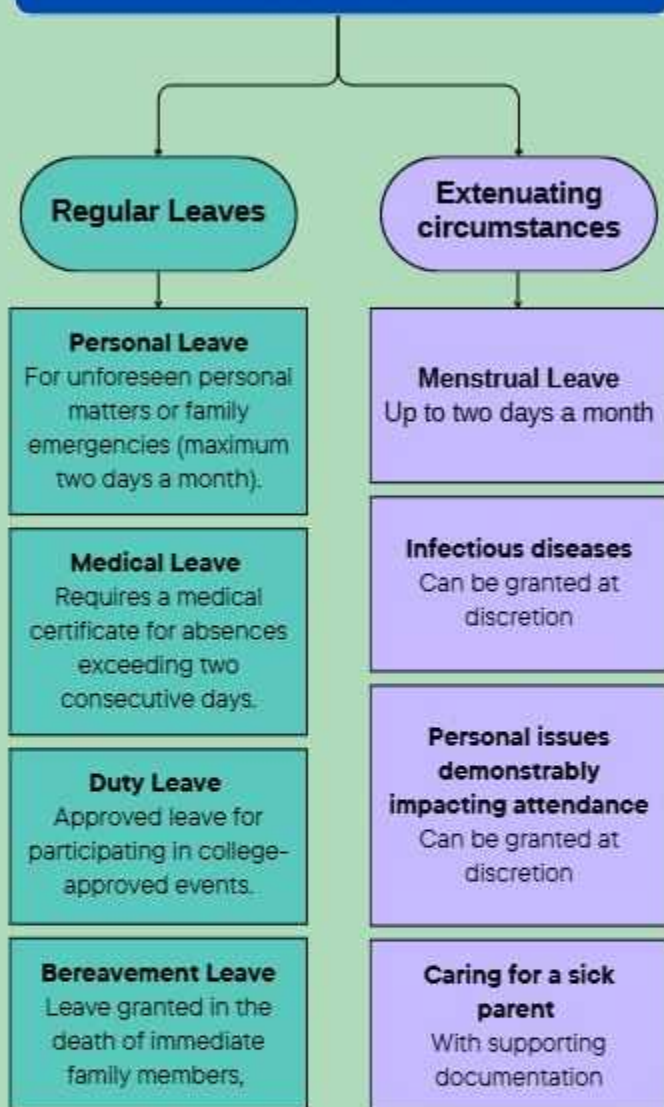 Regular Leaves
Personal Leave
For unforeseen personal
matters or family
emergencies (maximum
two days a month).
Medical Leave
Requires a medical
certificate for absences
exceeding two
consecutive days.
Duty Leave
Approved leave for
participating in college-
approved events.
Bereavement Leave
Leave granted in the
death of immediate
family members,
Extenuating
circumstances
Menstrual Leave
Up to two days a month
Infectious diseases
Can be granted at
discretion
Personal issues
demonstrably
impacting attendance
Can be granted at
discretion
Caring for a sick
parent
With supporting
documentation